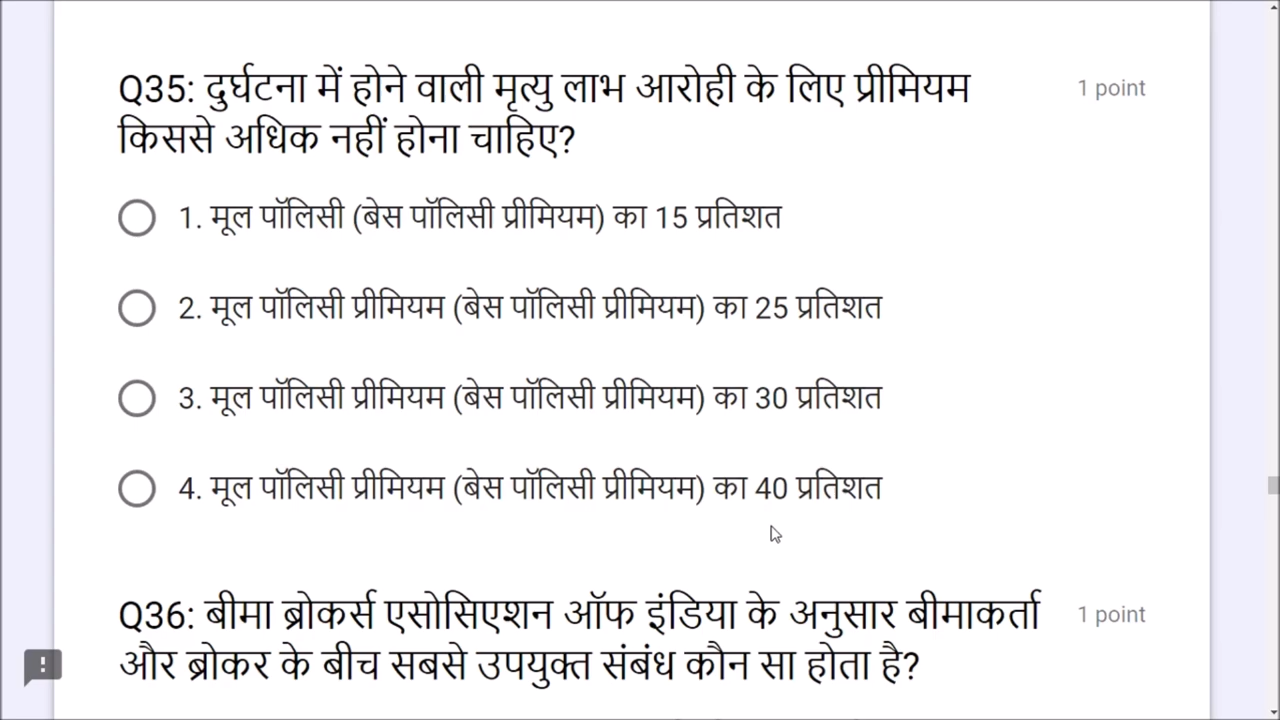 Q35: दुर्घटना में होने वाली मृत्यु लाभ आरोही के लिए प्रीमियम
1 point
किससे अधिक नहीं होना चाहिए?
1. मूल पॉलिसी (बेस पॉलिसी प्रीमियम) का 15 प्रतिशत
2. मूल पॉलिसी प्रीमियम (बेस पॉलिसी प्रीमियम) का 25 प्रतिशत
3. मूल पॉलिसी प्रीमियम (बेस पॉलिसी प्रीमियम) का 30 प्रतिशत
4. मूल पॉलिसी प्रीमियम (बेस पॉलिसी प्रीमियम) का 40 प्रतिशत
Q36: बीमा ब्रोकर्स एसोसिएशन ऑफ इंडिया के अनुसार बीमाकर्ता
1 point
और ब्रोकर के बीच सबसे उपयुक्त संबंध कौन सा होता है?